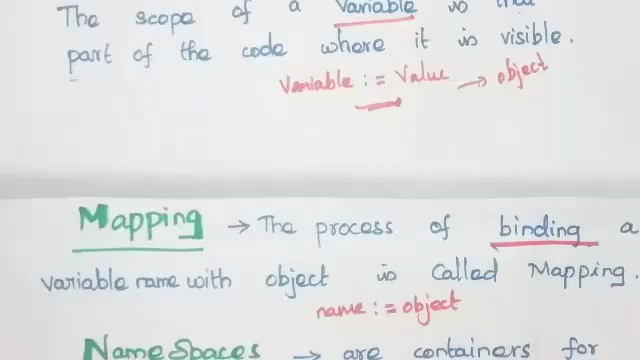 The scope of a variable is that
part of the code where it is visible.
Variable := Value → object
Mapping → The process of binding a
variable name with object is Called Mapping.
name := object
NameSpaces → are containers for